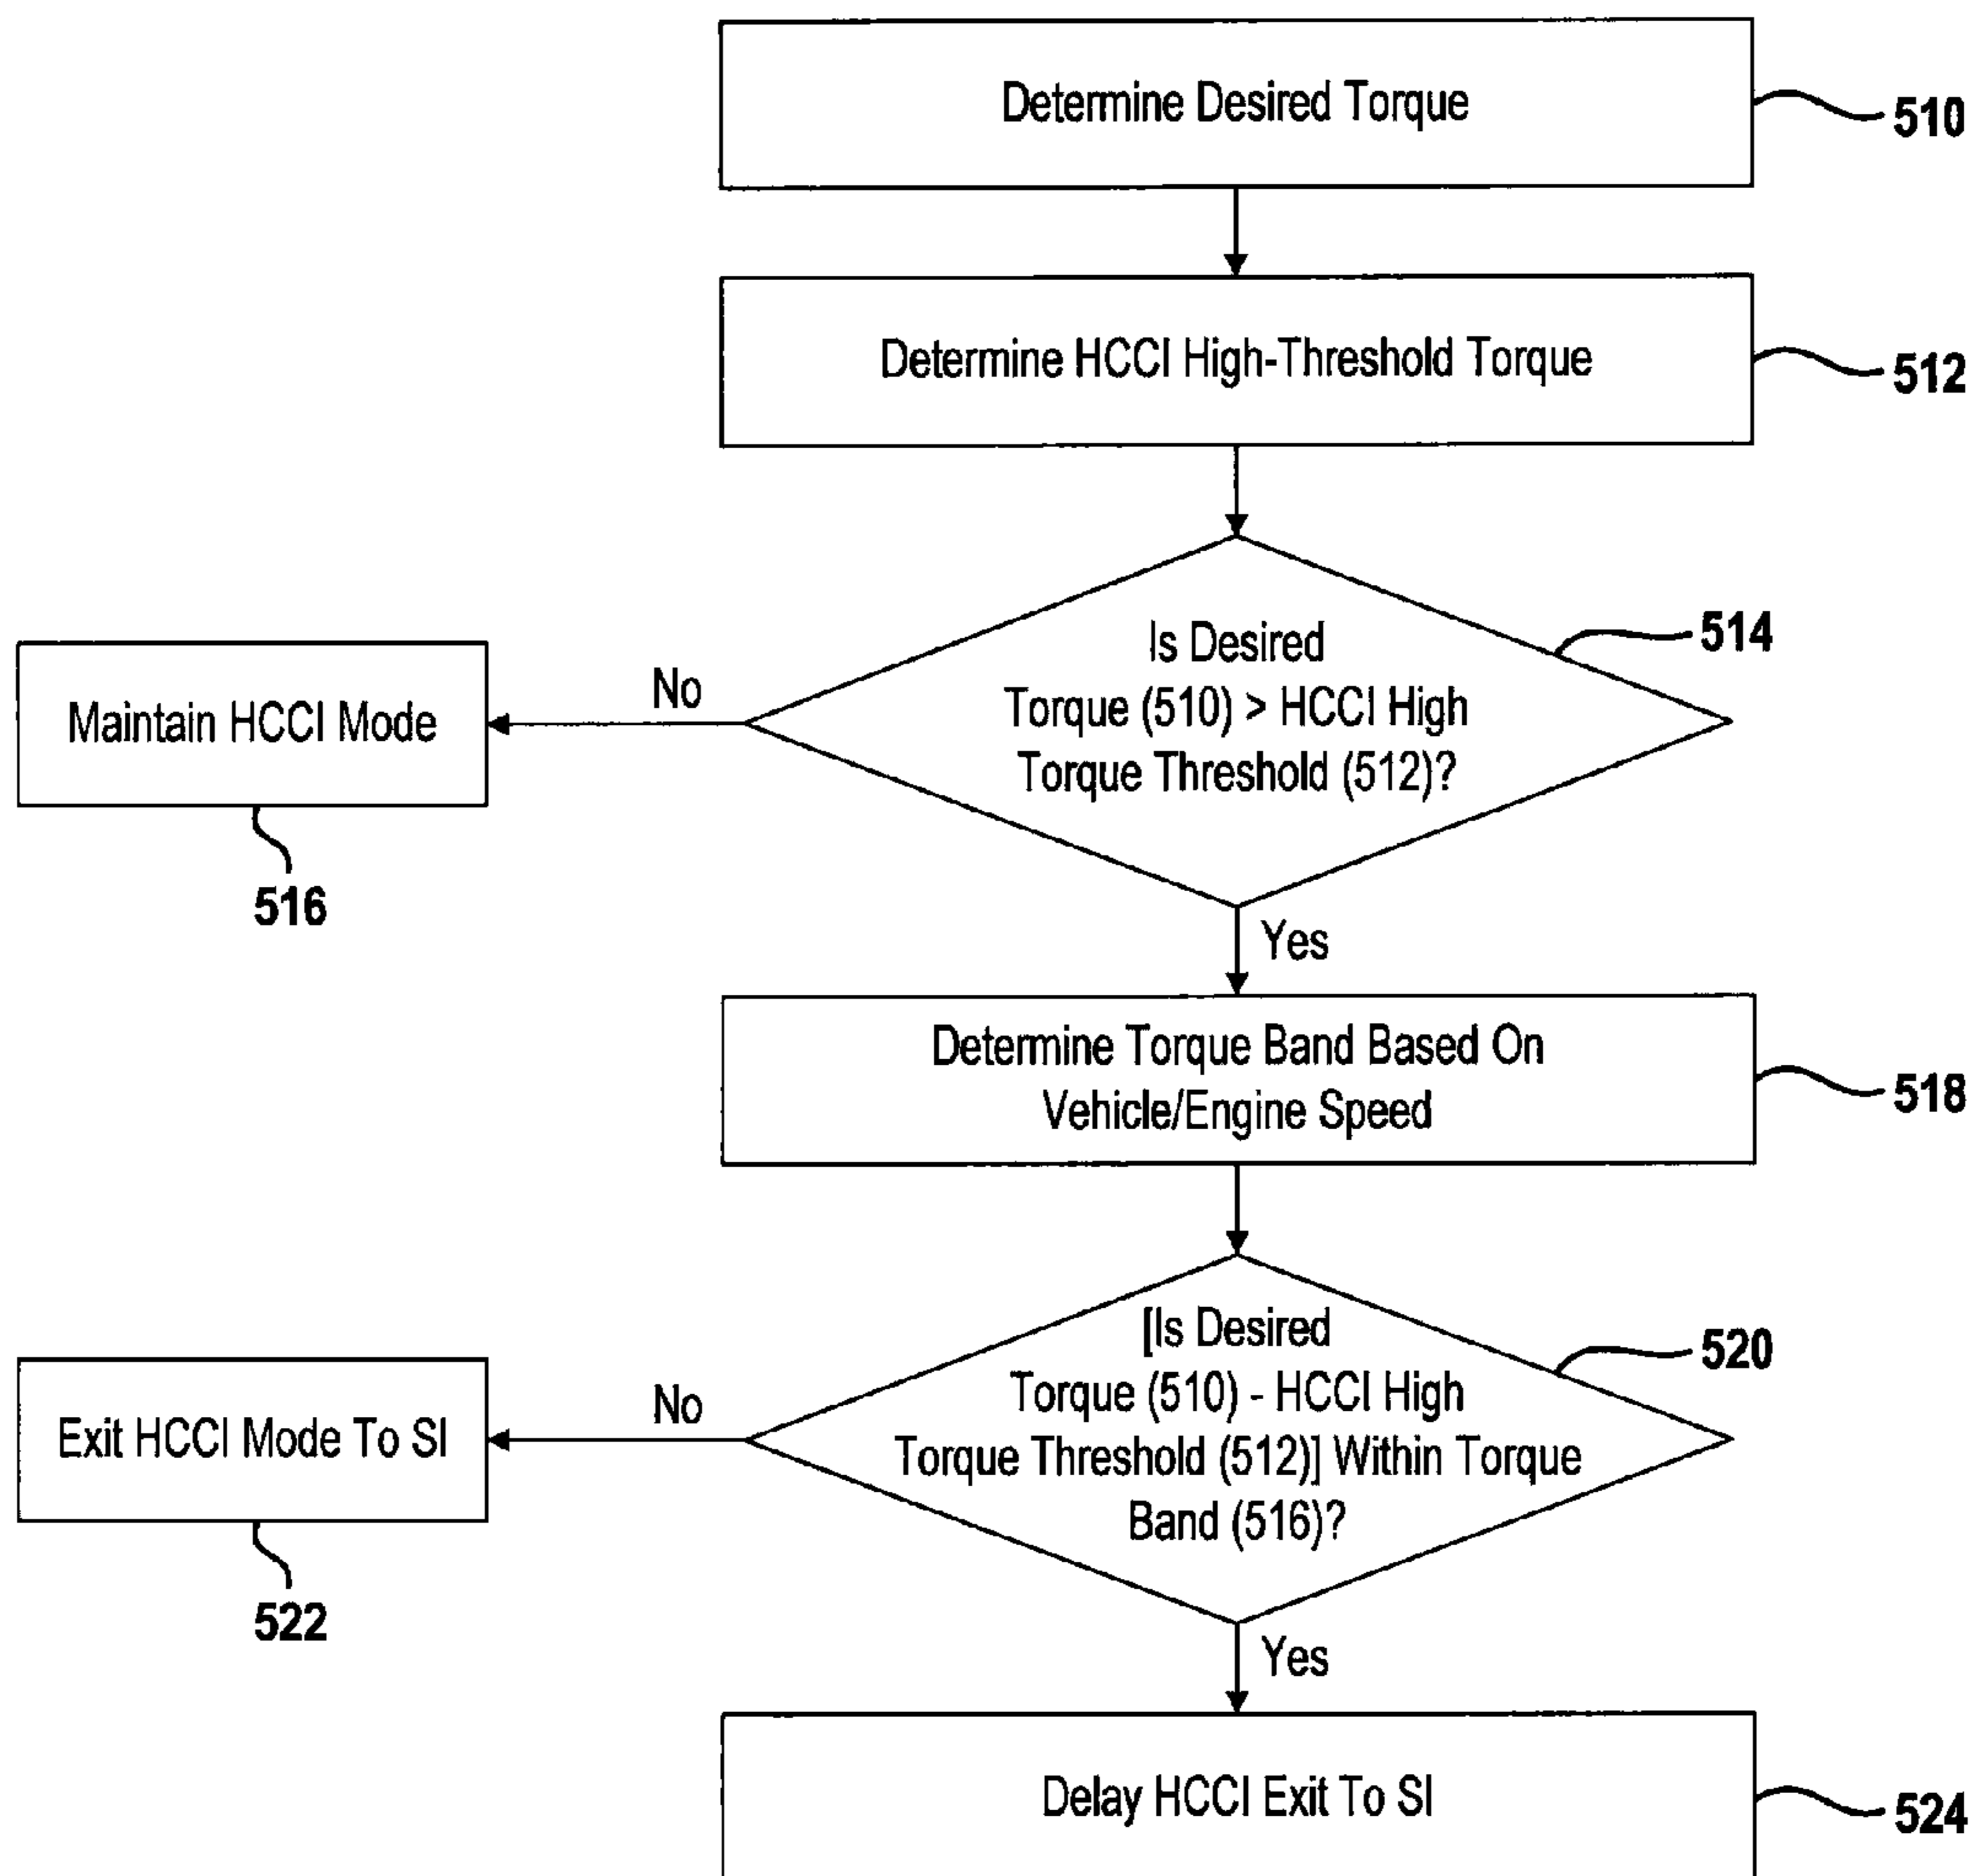 Determine Desired Torque
510
Determine HCCI High-Threshold Torque
512
Is Desired
Torque (510) > HCCI High
Torque Threshold (512)?
514
No
Maintain HCCI Mode
516
Yes
Determine Torque Band Based On
Vehicle/Engine Speed
518
[Is Desired
Torque (510) - HCCI High
Torque Threshold (512)] Within Torque
Band (516)?
520
No
Exit HCCI Mode To SI
522
Yes
Delay HCCI Exit To SI
524